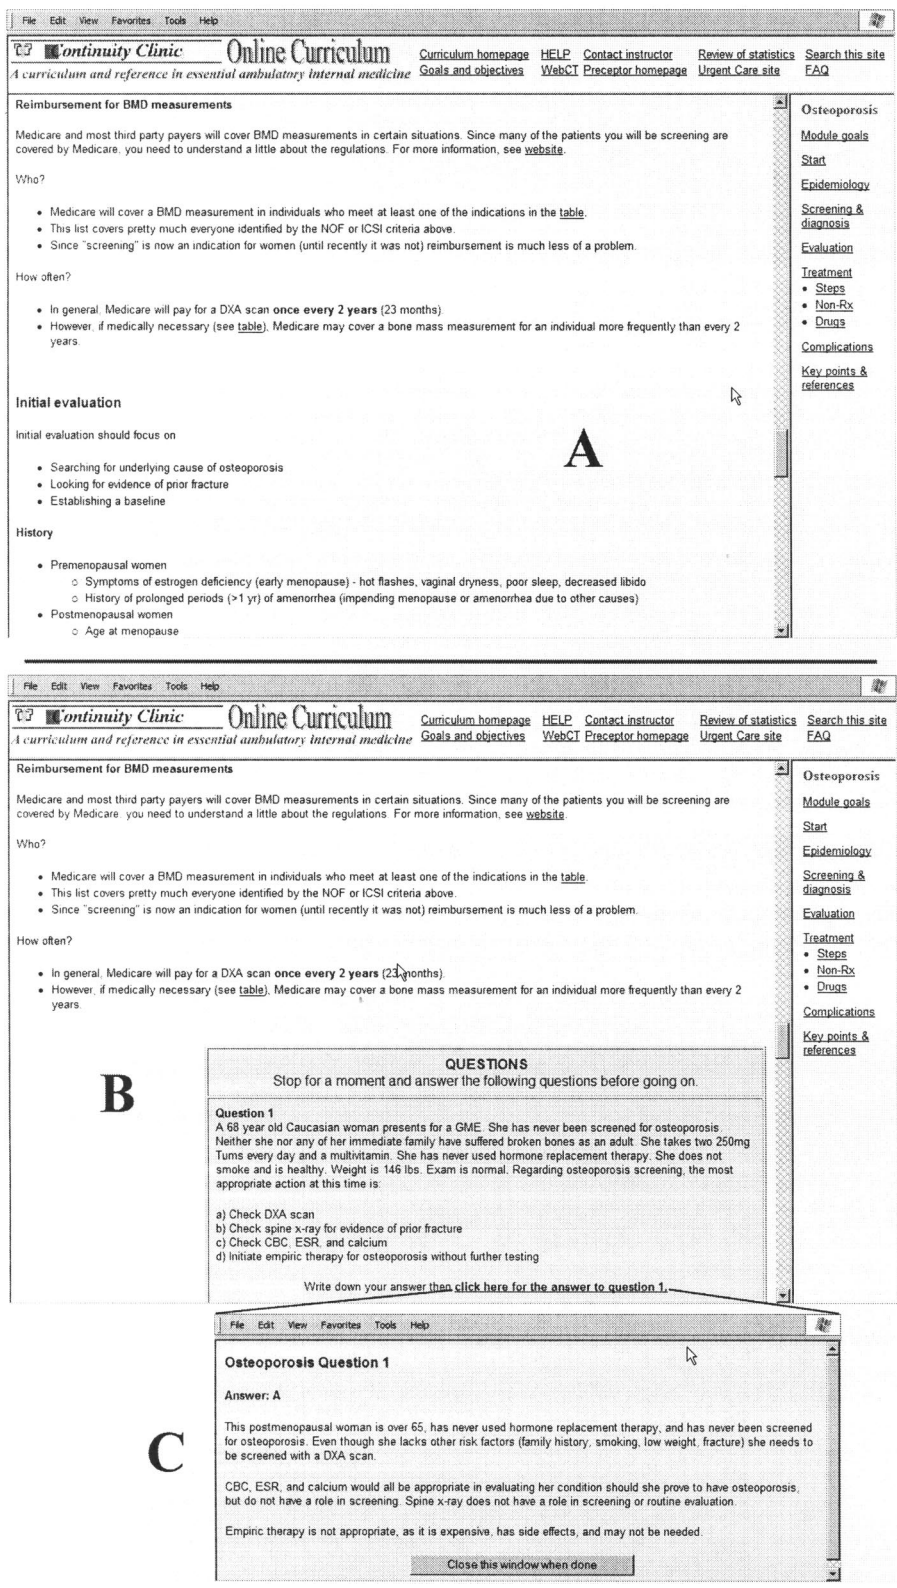 File Edit View Favorites Tools Help
Continuity Clinic Online Curriculum
A curriculum and reference in essential ambulatory internal medicine
Curriculum homepage HELP Contact instructor Review of statistics Search this site
Goals and objectives WebCT Preceptor homepage Urgent Care site FAQ
Reimbursement for BMD measurements
Medicare and most third party payers will cover BMD measurements in certain situations. Since many of the patients you will be screening are
covered by Medicare, you need to understand a little about the regulations. For more information, see website.
Who?
• Medicare will cover a BMD measurement in individuals who meet at least one of the indications in the table.
• This list covers pretty much everyone identified by the NOF or ICSI criteria above.
• Since "screening" is now an indication for women (until recently it was not) reimbursement is much less of a problem.
How often?
• In general, Medicare will pay for a DXA scan once every 2 years (23 months).
• However, if medically necessary (see table), Medicare may cover a bone mass measurement for an individual more frequently than every 2
years.
Initial evaluation
Initial evaluation should focus on
• Searching for underlying cause of osteoporosis
• Looking for evidence of prior fracture
• Establishing a baseline
History
• Premenopausal women
○ Symptoms of estrogen deficiency (early menopause) - hot flashes, vaginal dryness, poor sleep, decreased libido
○ History of prolonged periods (>1 yr) of amenorrhea (impending menopause or amenorrhea due to other causes)
• Postmenopausal women
○ Age at menopause
A
Osteoporosis
Module goals
Start
Epidemiology
Screening &
diagnosis
Evaluation
Treatment
• Steps
• Non-Rx
• Drugs
Complications
Key points &
references
File Edit View Favorites Tools Help
Continuity Clinic Online Curriculum
A curriculum and reference in essential ambulatory internal medicine
Curriculum homepage HELP Contact instructor Review of statistics Search this site
Goals and objectives WebCT Preceptor homepage Urgent Care site FAQ
Reimbursement for BMD measurements
Medicare and most third party payers will cover BMD measurements in certain situations. Since many of the patients you will be screening are
covered by Medicare, you need to understand a little about the regulations. For more information, see website.
Who?
• Medicare will cover a BMD measurement in individuals who meet at least one of the indications in the table.
• This list covers pretty much everyone identified by the NOF or ICSI criteria above.
• Since "screening" is now an indication for women (until recently it was not) reimbursement is much less of a problem.
How often?
• In general, Medicare will pay for a DXA scan once every 2 years (23 months).
• However, if medically necessary (see table), Medicare may cover a bone mass measurement for an individual more frequently than every 2
years.
B
QUESTIONS
Stop for a moment and answer the following questions before going on.
Question 1
A 68 year old Caucasian woman presents for a GME. She has never been screened for osteoporosis.
Neither she nor any of her immediate family have suffered broken bones as an adult. She takes two 250mg
Tums every day and a multivitamin. She has never used hormone replacement therapy. She does not
smoke and is healthy. Weight is 146 lbs. Exam is normal. Regarding osteoporosis screening, the most
appropriate action at this time is:
a) Check DXA scan
b) Check spine x-ray for evidence of prior fracture
c) Check CBC, ESR, and calcium
d) Initiate empiric therapy for osteoporosis without further testing
Write down your answer then click here for the answer to question 1.
Osteoporosis
Module goals
Start
Epidemiology
Screening &
diagnosis
Evaluation
Treatment
• Steps
• Non-Rx
• Drugs
Complications
Key points &
references
File Edit View Favorites Tools Help
C
Osteoporosis Question 1
Answer: A
This postmenopausal woman is over 65, has never used hormone replacement therapy, and has never been screened
for osteoporosis. Even though she lacks other risk factors (family history, smoking, low weight, fracture) she needs to
be screened with a DXA scan.
CBC, ESR, and calcium would all be appropriate in evaluating her condition should she prove to have osteoporosis,
but do not have a role in screening. Spine x-ray does not have a role in screening or routine evaluation.
Empiric therapy is not appropriate, as it is expensive, has side effects, and may not be needed.
Close this window when done